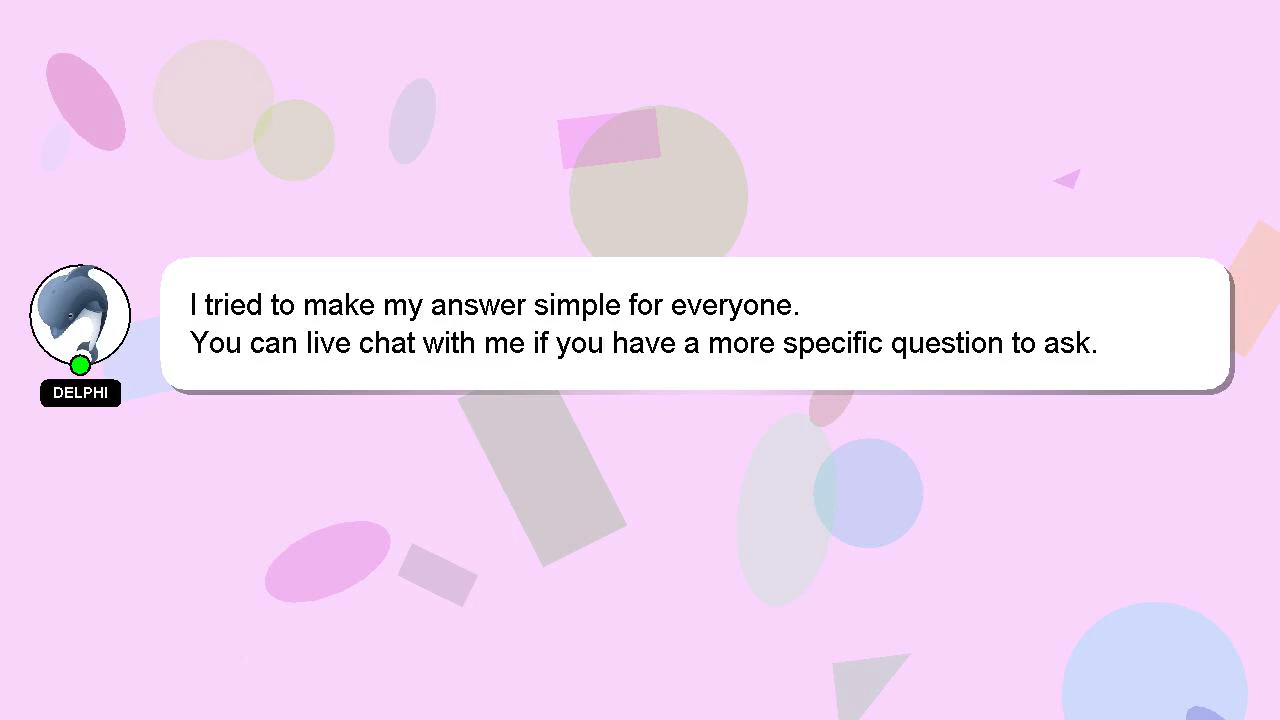 I tried to make my answer simple for everyone.
You can live chat with me if you have a more specific question to ask.
DELPHI